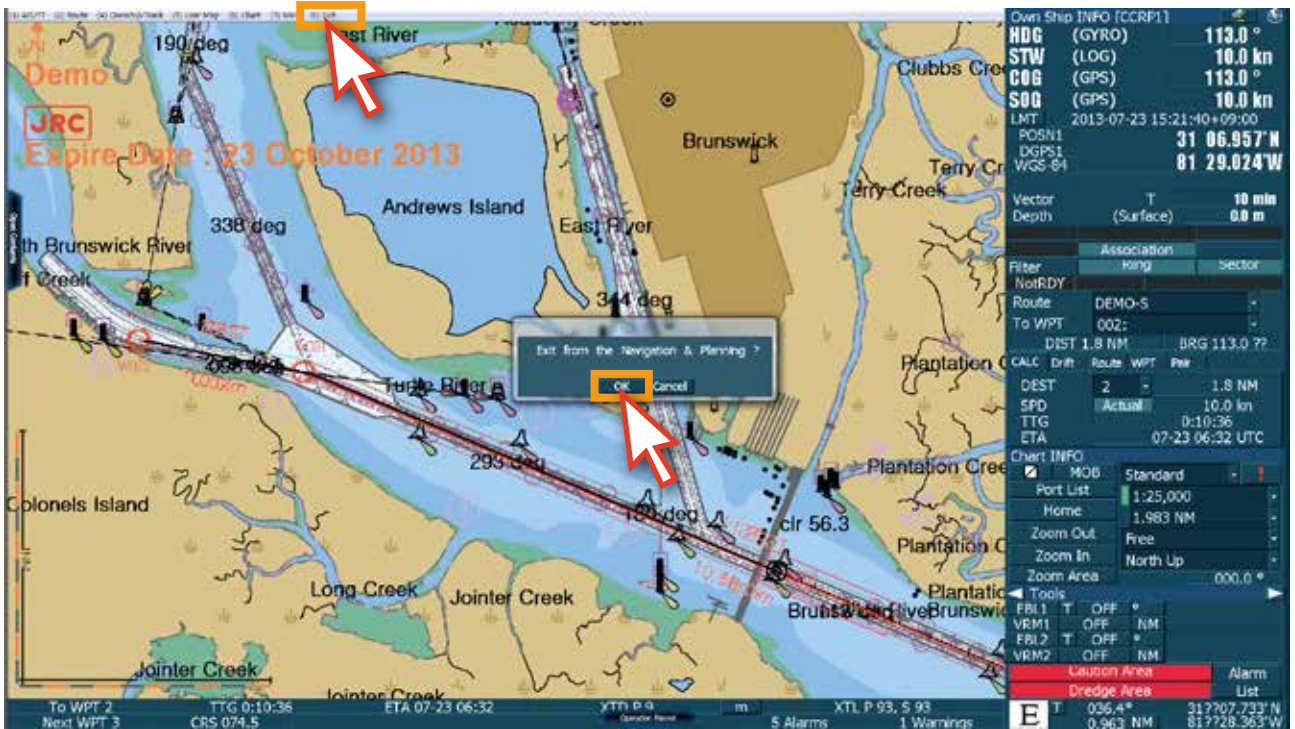 (2) Route
190 deg
East River
Clubbs Cree
Demo
JRC
Expire Date : 23 October 2013
Brunswick
Terry Cr
Terry Creek
Andrews Island
338 deg
East River
th Brunswick River
f Creek
344 deg
Exit from the Navigation & Planning ?
OK Cancel
Turtle River
Plantation C
293 deg
Plantation Cree
Colonels Island
clr 56.3
Plantation C
Long Creek
Jointer Creek
Plantatic
Jointer Creek
Jointer Creek
Own Ship INFO [CCRP1]
HDG (GYRO) 113.0 °
STW (LOG) 10.0 kn
COG (GPS) 113.0 °
SOG (GPS) 10.0 kn
LMT 2013-07-23 15:21:40+09:00
POSN1 31 06.957'N
DGPS1
WGS-84 81 29.024'W
Vector T 10 min
Depth (Surface) 0.0 m
Association
Filter Ring Sector
NotRDY
Route DEMO-S
To WPT 002:
DIST 1.8 NM BRG 113.0 ??
CALC Drift Route WPT Pair
DEST 2 1.8 NM
SPD Actual 10.0 kn
TTG 0:10:36
ETA 07-23 06:32 UTC
Chart INFO
MOB Standard !
Port List 1:25,000
Home 1.983 NM
Zoom Out Free
Zoom In North Up
Zoom Area 000.0 °
Tools
EBL1 T OFF °
VRM1 OFF NM
EBL2 T OFF °
VRM2 OFF NM
Caution Area Alarm
Dredge Area List
E T 036.4° 31??07.733'N
0.963 NM 81??28.363'W
To WPT 2 TTG 0:10:36 ETA 07-23 06:32 XTD P 9 m XTL P 93, S 93
Next WPT 3 CRS 074.5 5 Alarms 1 Warnings